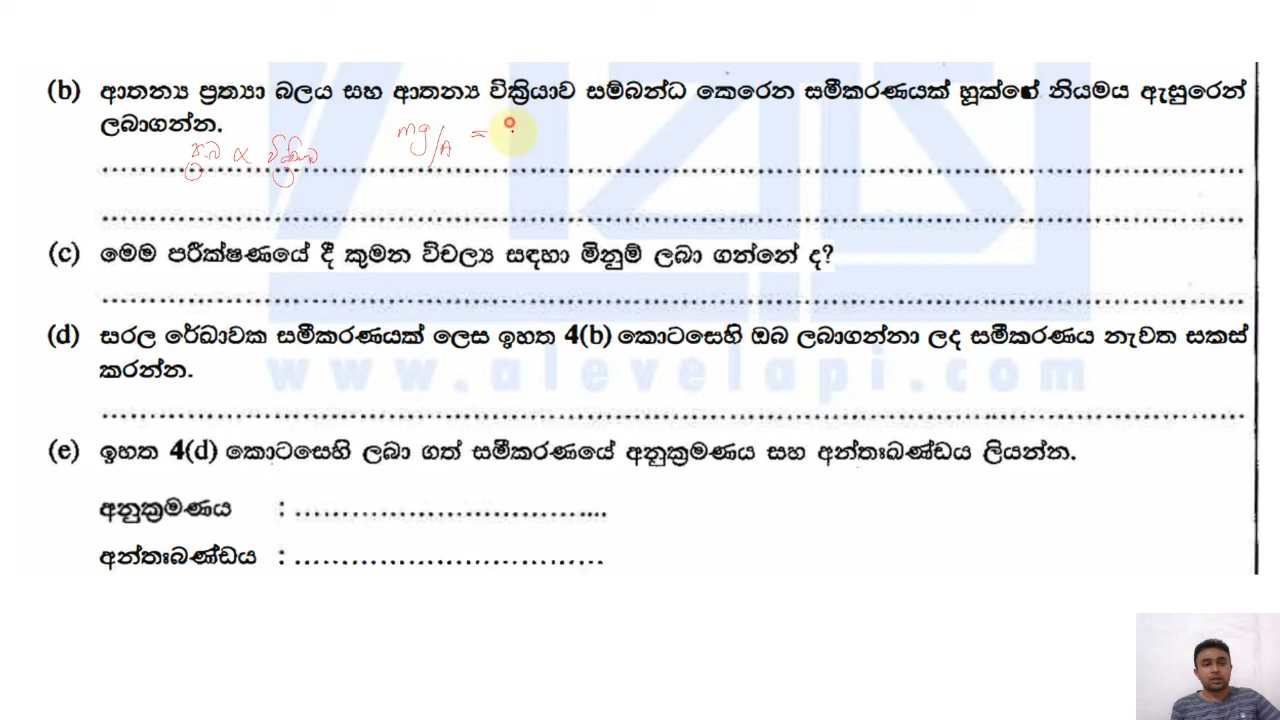 (b) ආතන්‍ය ප්‍රත්‍යා බලය සහ ආතන්‍ය වික්‍රියාව සම්බන්ධ කෙරෙන සමීකරණයක් හූක්ගේ නියමය ඇසුරෙන්
ලබාගන්න.
ප්‍ර.බ ∝ වික්‍රියාව mg/A = ?
(c) මෙම පරීක්ෂණයේ දී කුමන විචල්‍ය සඳහා මිනුම් ලබා ගන්නේ ද?
(d) සරල රේඛාවක සමීකරණයක් ලෙස ඉහත 4(b) කොටසෙහි ඔබ ලබාගන්නා ලද සමීකරණය නැවත සකස්
කරන්න.
www.alevelapi.com
(e) ඉහත 4(d) කොටසෙහි ලබා ගත් සමීකරණයේ අනුක්‍රමණය සහ අන්තඃඛණ්ඩය ලියන්න.
අනුක්‍රමණය : .................................
අන්තඃඛණ්ඩය : .................................